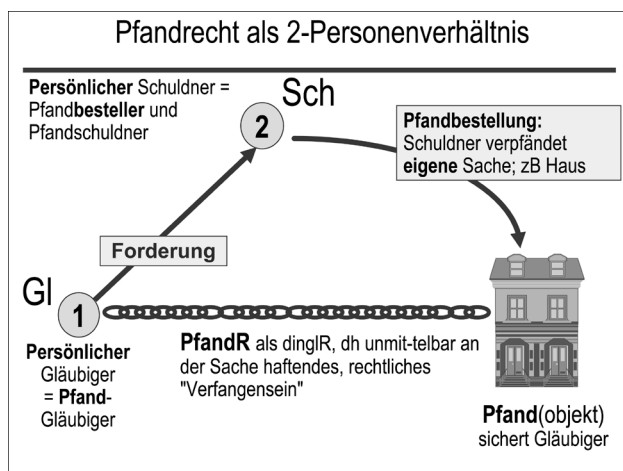 Pfandrecht als 2-Personenverhältnis
Persönlicher Schuldner =
Pfandbesteller und
Pfandschuldner
Sch
2
Pfandbestellung:
Schuldner verpfändet
eigene Sache; zB Haus
Forderung
Gl
1
Persönlicher
Gläubiger
= Pfand-
Gläubiger
PfandR als dinglR, dh unmit-telbar an
der Sache haftendes, rechtliches
"Verfangensein"
Pfand(objekt)
sichert Gläubiger